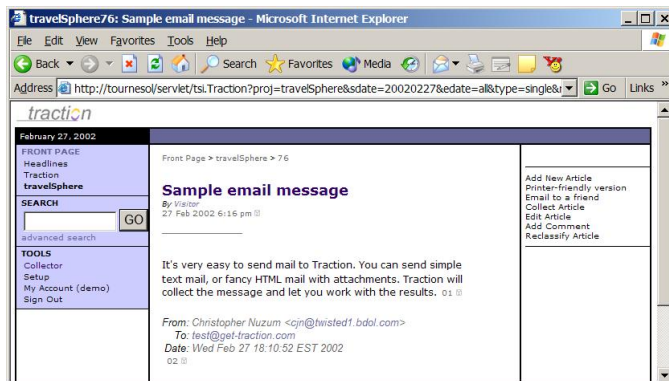 travelSphere76: Sample email message - Microsoft Internet Explorer
File Edit View Favorites Tools Help
Back Search Favorites Media
Address http://tournesol/servlet/tsi.Traction?proj=travelSphere&sdate=20020227&edate=all&type=single& Go Links »
traction
February 27, 2002
FRONT PAGE
Headlines
Traction
travelSphere
SEARCH
GO
advanced search
TOOLS
Collector
Setup
My Account (demo)
Sign Out
Front Page > travelSphere > 76
Sample email message
By Visitor
27 Feb 2002 6:16 pm
It's very easy to send mail to Traction. You can send simple
text mail, or fancy HTML mail with attachments. Traction will
collect the message and let you work with the results. 01
From: Christopher Nuzum <cjn@twisted1.bdol.com>
To: test@get-traction.com
Date: Wed Feb 27 18:10:52 EST 2002
02
Add New Article
Printer-friendly version
Email to a friend
Collect Article
Edit Article
Add Comment
Reclassify Article